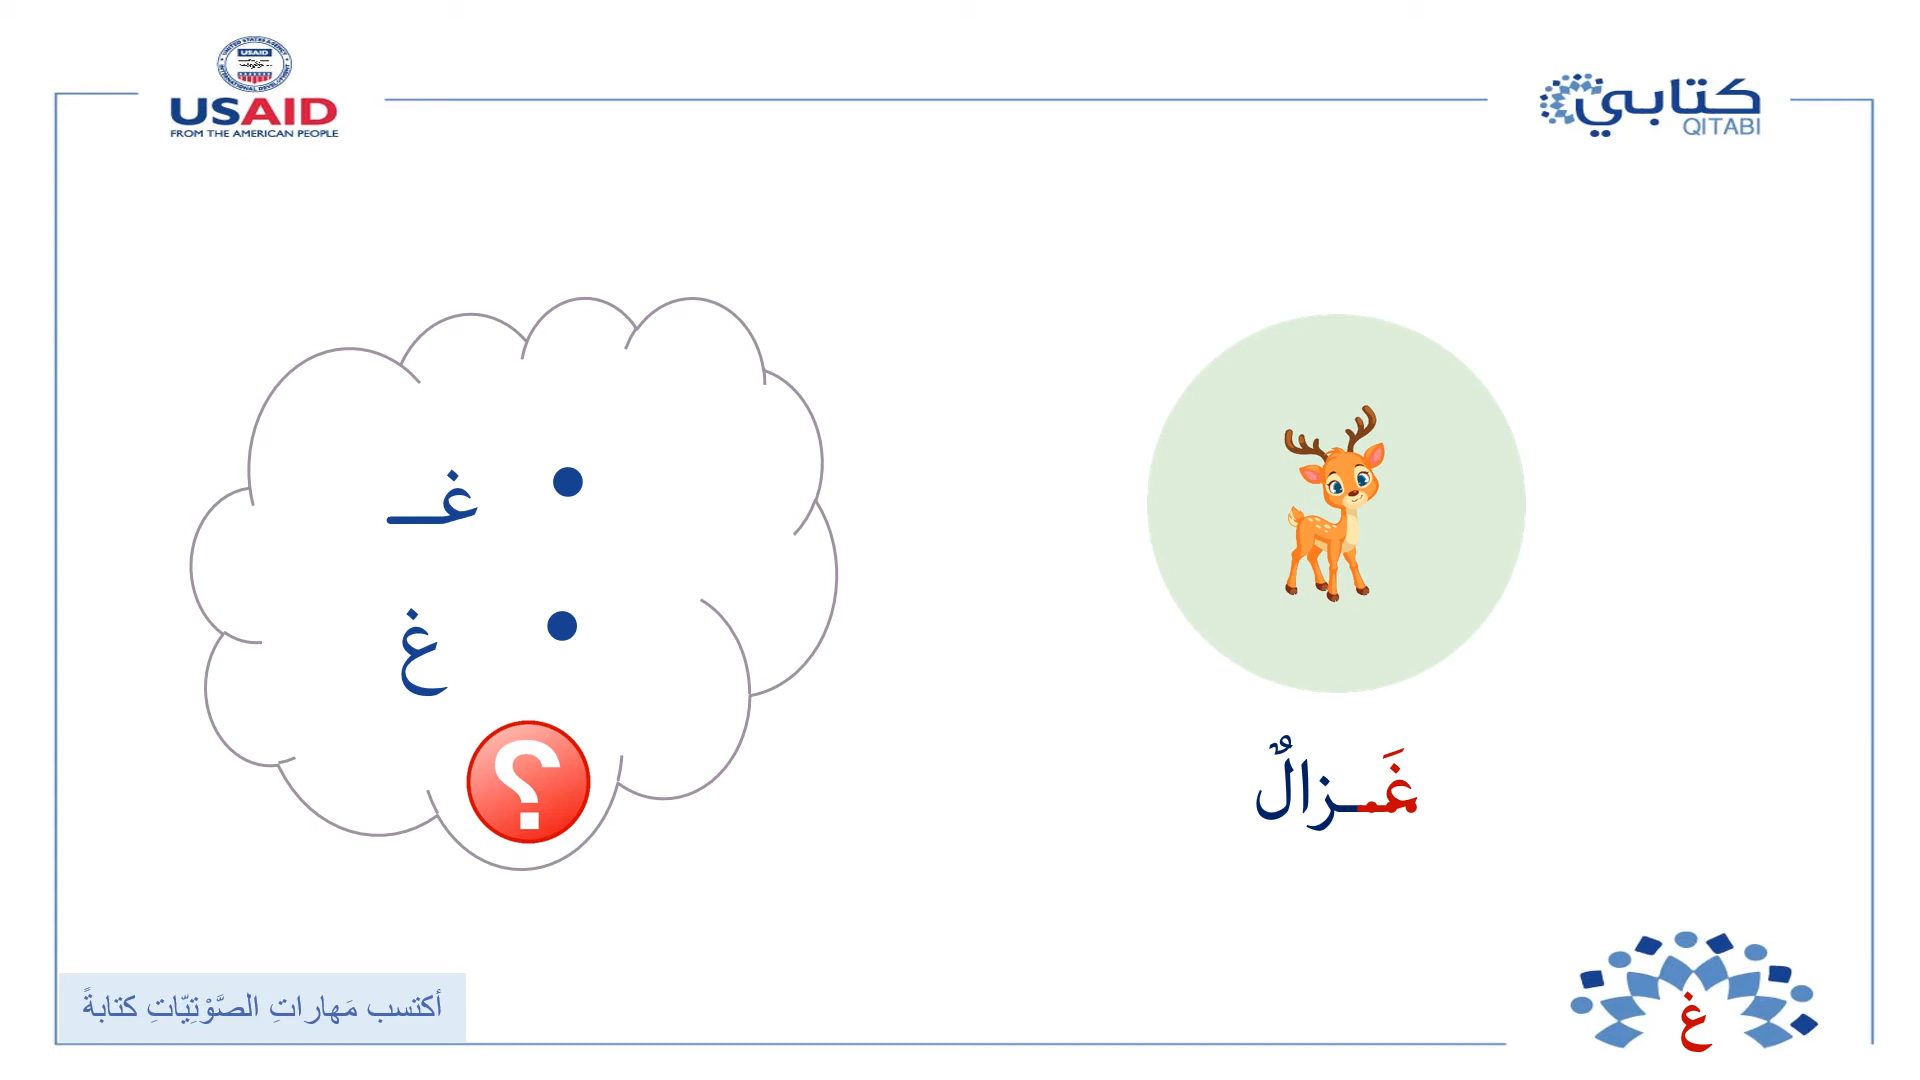 USAID
FROM THE AMERICAN PEOPLE
كتابي
QITABI
غـ
غ
؟
غَـزالٌ
أكتسب مَهاراتِ الصَّوْتِيّاتِ كتابةً
غ